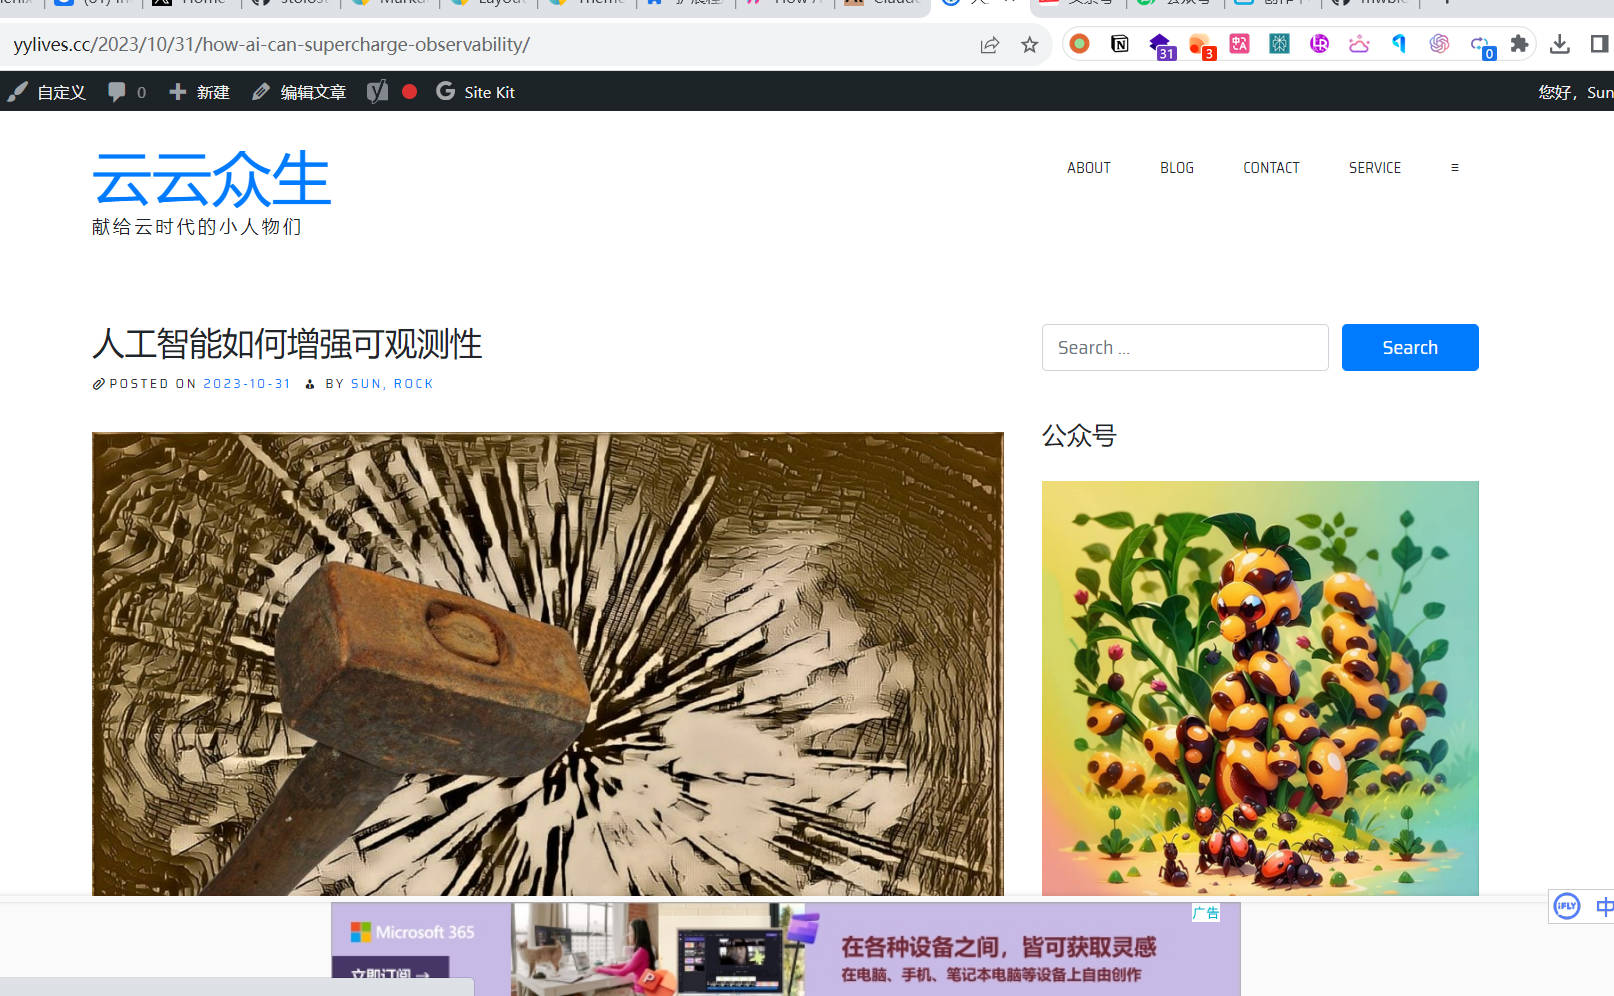 Home
yylives.cc/2023/10/31/how-ai-can-supercharge-observability/
31
3
0
自定义
0
新建
编辑文章
Site Kit
您好，Sun
云云众生
献给云时代的小人物们
ABOUT
BLOG
CONTACT
SERVICE
人工智能如何增强可观测性
POSTED ON 2023-10-31 BY SUN, ROCK
Search ...
Search
公众号
Microsoft 365
立即订阅 →
在各种设备之间，皆可获取灵感
在电脑、手机、笔记本电脑等设备上自由创作
广告
iFLY
中